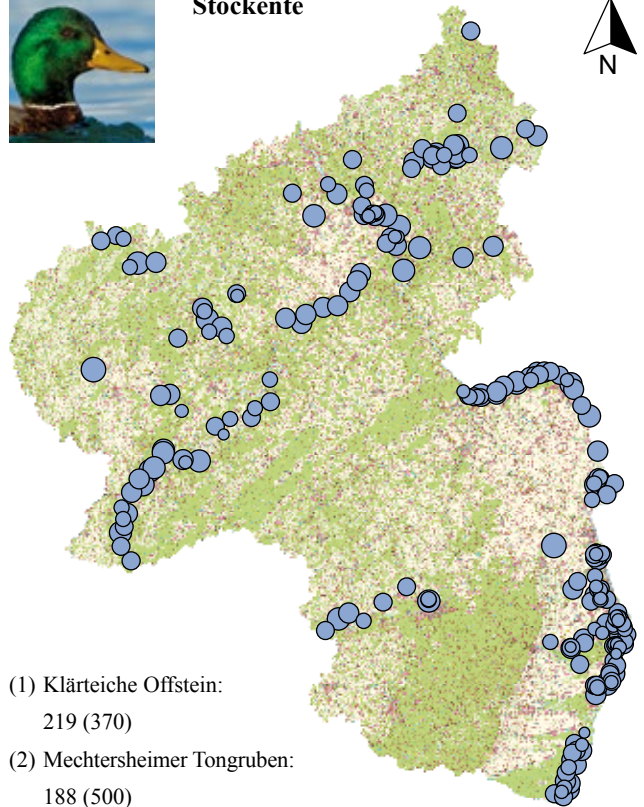 Stockente
N
(1) Klärteiche Offstein:
219 (370)
(2) Mechtersheimer Tongruben:
188 (500)